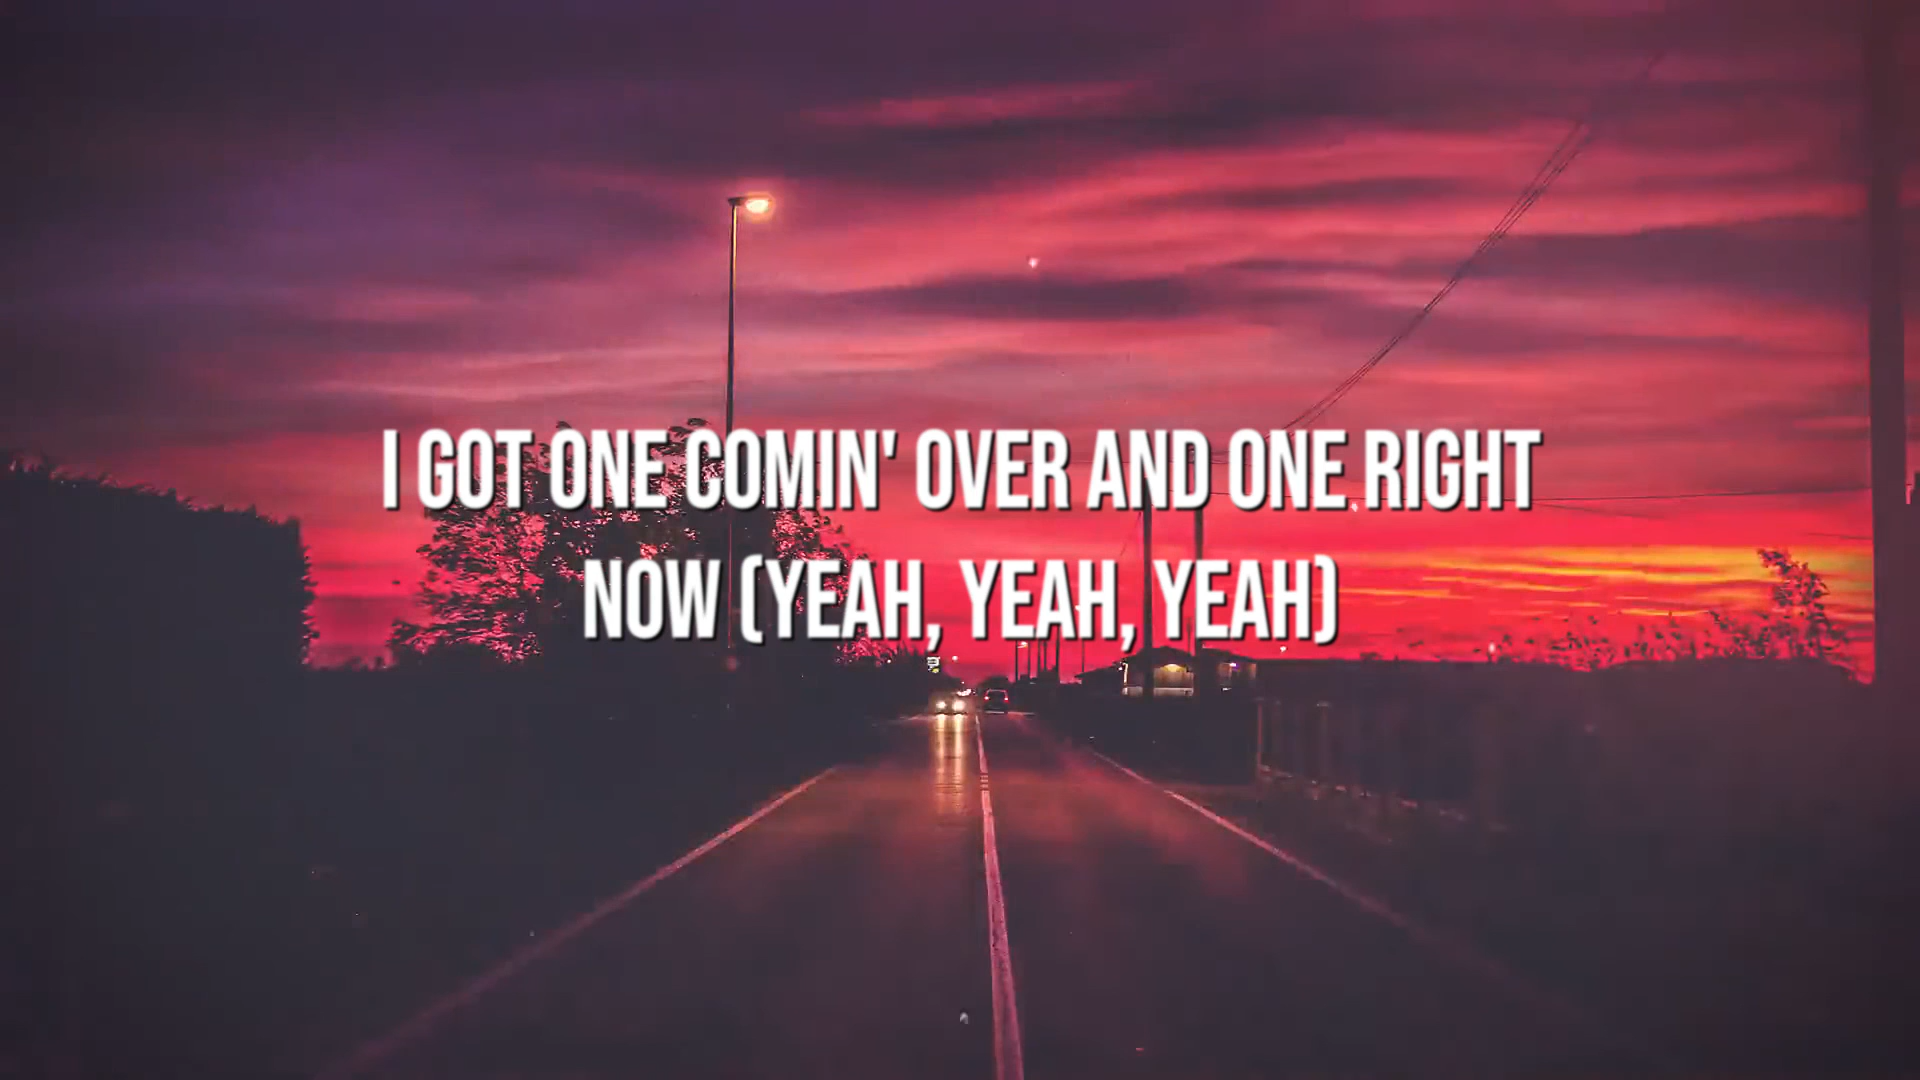 I GOT ONE COMIN' OVER AND ONE RIGHT
NOW (YEAH, YEAH, YEAH)